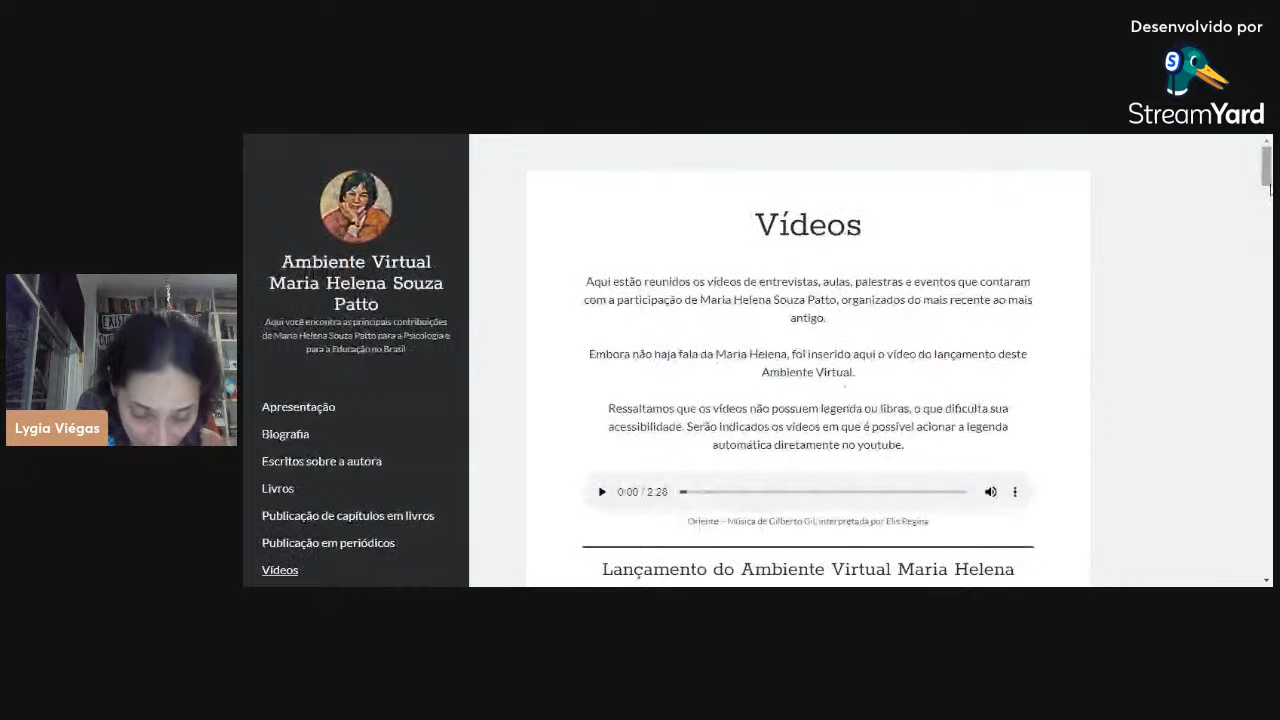 Desenvolvido por
StreamYard
Ambiente Virtual
Maria Helena Souza
Patto
Aqui você encontra as principais contribuições
de Maria Helena Souza Patto para a Psicologia e
para a Educação no Brasil
Apresentação
Biografia
Escritos sobre a autora
Livros
Publicação de capítulos em livros
Publicação em periódicos
Vídeos
Vídeos
Aqui estão reunidos os vídeos de entrevistas, aulas, palestras e eventos que contaram
com a participação de Maria Helena Souza Patto, organizados do mais recente ao mais
antigo.
Embora não haja fala da Maria Helena, foi inserido aqui o vídeo do lançamento deste
Ambiente Virtual.
Ressaltamos que os vídeos não possuem legenda ou libras, o que dificulta sua
acessibilidade. Serão indicados os vídeos em que é possível acionar a legenda
automática diretamente no youtube.
0:00 / 2:28
Oriente – Música de Gilberto Gil, interpretada por Elis Regina
Lançamento do Ambiente Virtual Maria Helena
Lygia Viégas